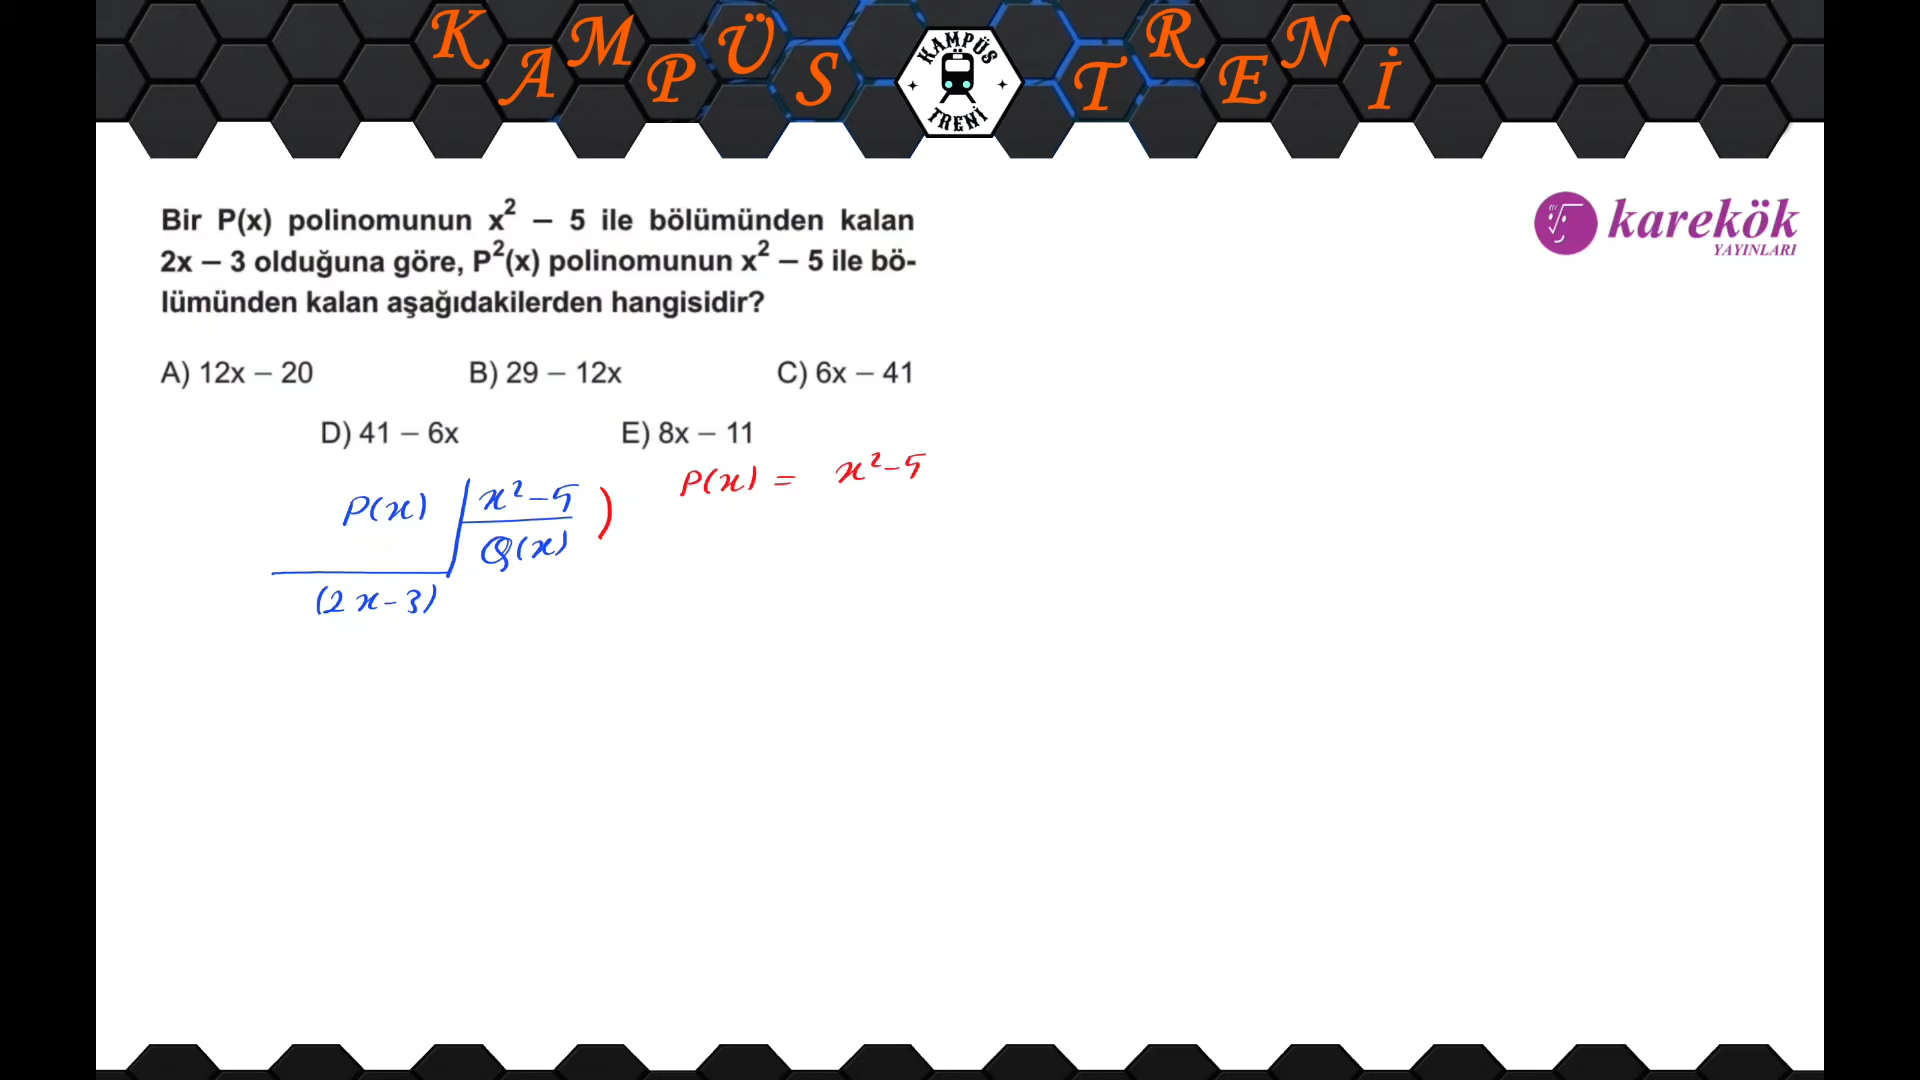 KAMPÜS TRENİ
KAMPÜS
TRENİ
karekök
YAYINLARI
Bir P(x) polinomunun x² – 5 ile bölümünden kalan
2x – 3 olduğuna göre, P²(x) polinomunun x² – 5 ile bö-
lümünden kalan aşağıdakilerden hangisidir?
A) 12x – 20 B) 29 – 12x C) 6x – 41
D) 41 – 6x E) 8x – 11
P(x) = x²-5
P(x) x²-5 )
Q(x)
(2x-3)